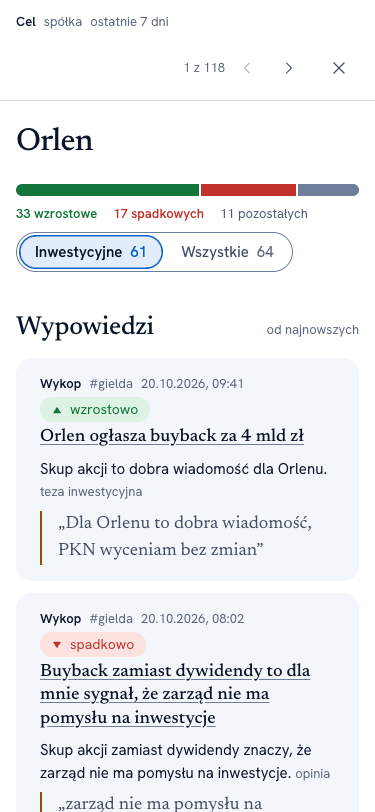 Cel spółka ostatnie 7 dni
1 z 118
Orlen
33 wzrostowe 17 spadkowych 11 pozostałych
Inwestycyjne 61 Wszystkie 64
Wypowiedzi od najnowszych
Wykop #gielda 20.10.2026, 09:41
▲ wzrostowo
Orlen ogłasza buyback za 4 mld zł
Skup akcji to dobra wiadomość dla Orlenu.
teza inwestycyjna
„Dla Orlenu to dobra wiadomość,
PKN wyceniam bez zmian”
Wykop #gielda 20.10.2026, 08:02
▼ spadkowo
Buyback zamiast dywidendy to dla
mnie sygnał, że zarząd nie ma
pomysłu na inwestycje
Skup akcji zamiast dywidendy znaczy, że
zarząd nie ma pomysłu na inwestycje. opinia
„zarząd nie ma pomysłu na